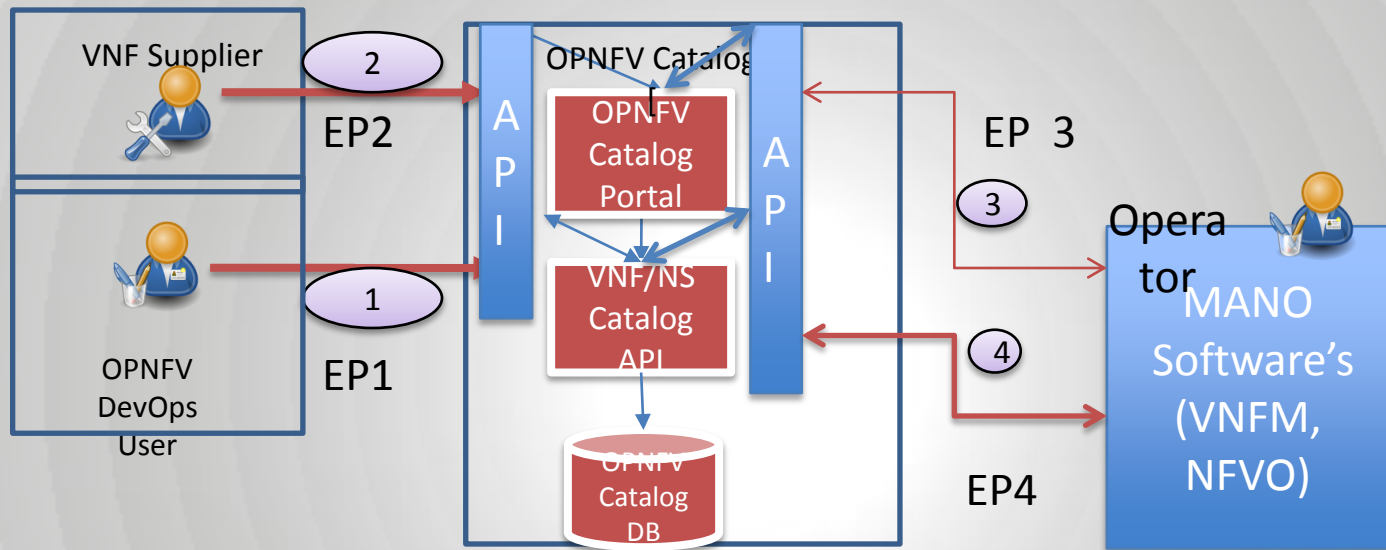 VNF Supplier
2
EP2
OPNFV
DevOps
User
1
EP1
OPNFV Catalog
A
P
I
[
OPNFV
Catalog
Portal
VNF/NS
Catalog
API
OPNFV
Catalog
DB
A
P
I
EP 3
3
4
EP4
Opera
tor
MANO
Software’s
(VNFM,
NFVO)